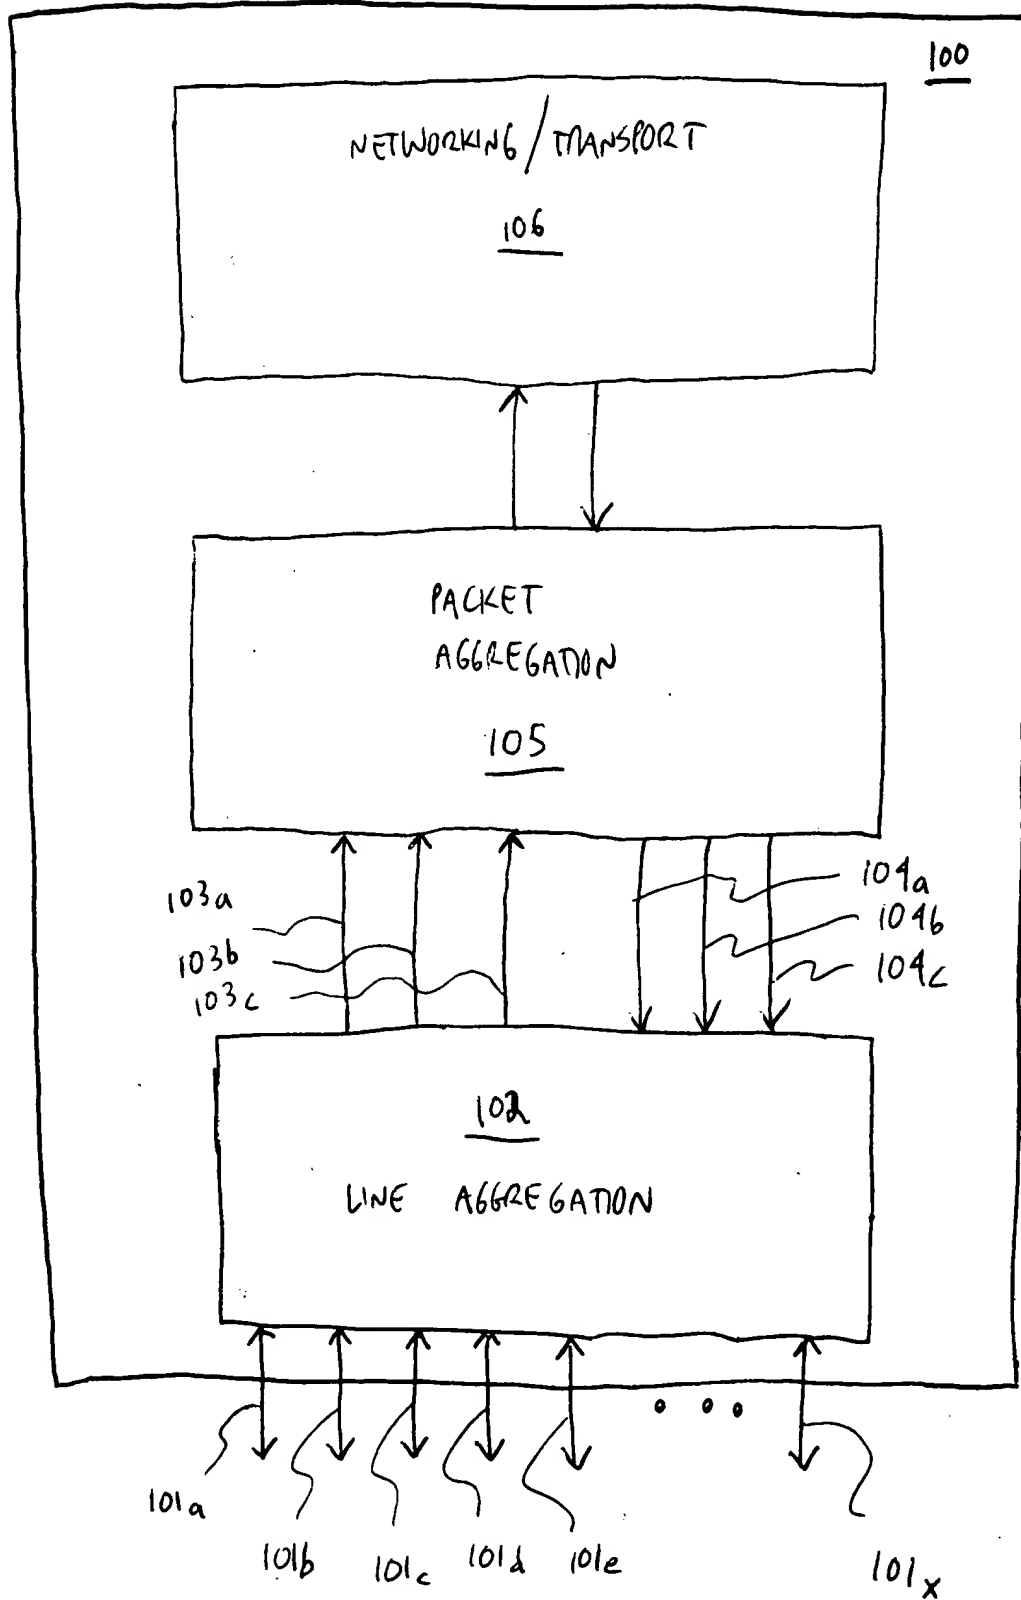 100
NETWORKING/TRANSPORT
106
PACKET
AGGREGATION
105
103a
103b
103c
104a
104b
104c
102
LINE AGGREGATION
101a
101b
101c
101d
101e
101x